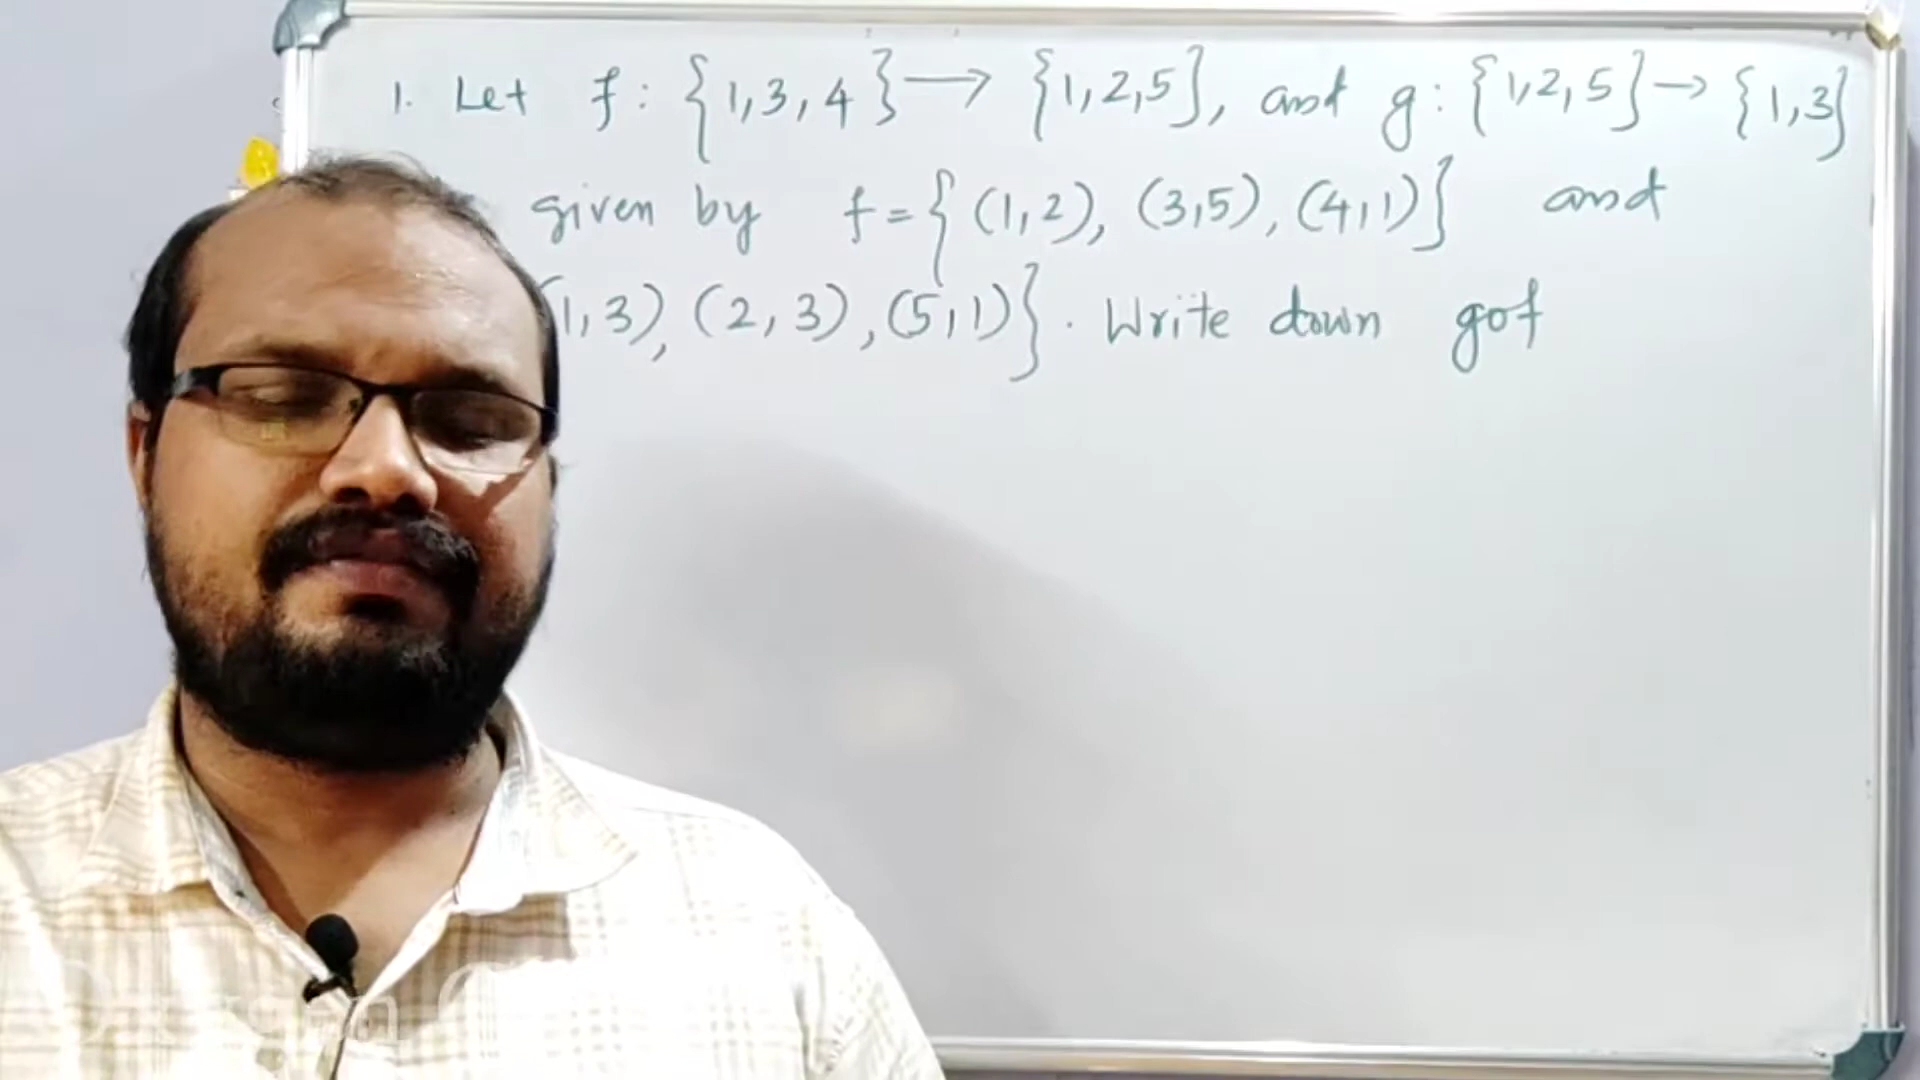 1. Let f: {1,3,4} → {1,2,5}, and g: {1,2,5} → {1,3}
given by f = {(1,2), (3,5), (4,1)} and
(1,3), (2,3), (5,1)}. Write down gof